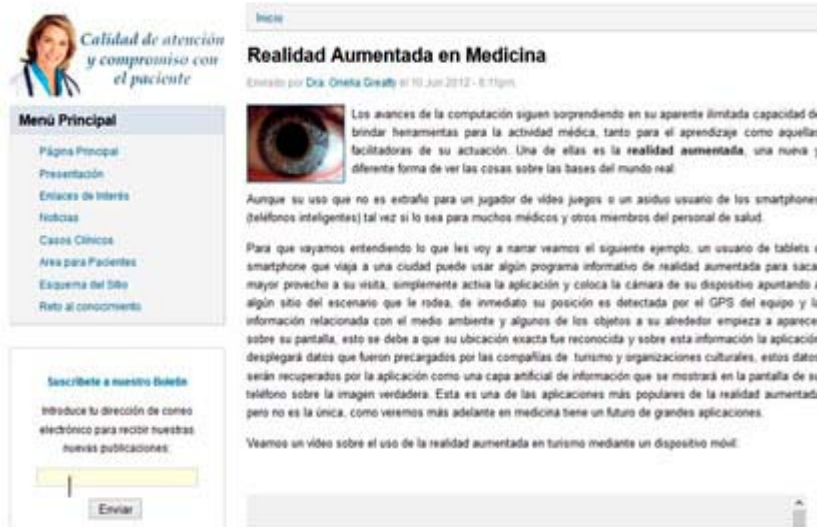 Calidad de atención
y compromiso con
el paciente
Menú Principal
Página Principal
Presentación
Enlaces de Interés
Noticias
Casos Clínicos
Area para Pacientes
Esquema del Sitio
Reto al conocimiento
Suscríbete a nuestro Boletín
Introduce tu dirección de correo
electrónico para recibir nuestras
nuevas publicaciones:
Enviar
Inicio
Realidad Aumentada en Medicina
Enviado por Dra. Onelia Greatty el 10 Jun 2012 - 6:11pm.
Los avances de la computación siguen sorprendiendo en su aparente ilimitada capacidad de
brindar herramientas para la actividad médica, tanto para el aprendizaje como aquellas
facilitadoras de su actuación. Una de ellas es la realidad aumentada, una nueva y
diferente forma de ver las cosas sobre las bases del mundo real.
Aunque su uso que no es extraño para un jugador de vídeo juegos o un asiduo usuario de los smartphones
(teléfonos inteligentes) tal vez si lo sea para muchos médicos y otros miembros del personal de salud.
Para que vayamos entendiendo lo que les voy a narrar veamos el siguiente ejemplo, un usuario de tablets o
smartphone que viaja a una ciudad puede usar algún programa informativo de realidad aumentada para saca
mayor provecho a su visita, simplemente activa la aplicación y coloca la cámara de su dispositivo apuntando a
algún sitio del escenario que le rodea, de inmediato su posición es detectada por el GPS del equipo y la
información relacionada con el medio ambiente y algunos de los objetos a su alrededor empieza a aparece
sobre su pantalla, esto se debe a que su ubicación exacta fue reconocida y sobre esta información la aplicación
desplegará datos que fueron precargados por las compañías de turismo y organizaciones culturales, estos datos
serán recuperados por la aplicación como una capa artificial de información que se mostrará en la pantalla de su
teléfono sobre la imagen verdadera. Esta es una de las aplicaciones más populares de la realidad aumentada
pero no es la única, como veremos más adelante en medicina tiene un futuro de grandes aplicaciones.
Veamos un vídeo sobre el uso de la realidad aumentada en turismo mediante un dispositivo móvil: